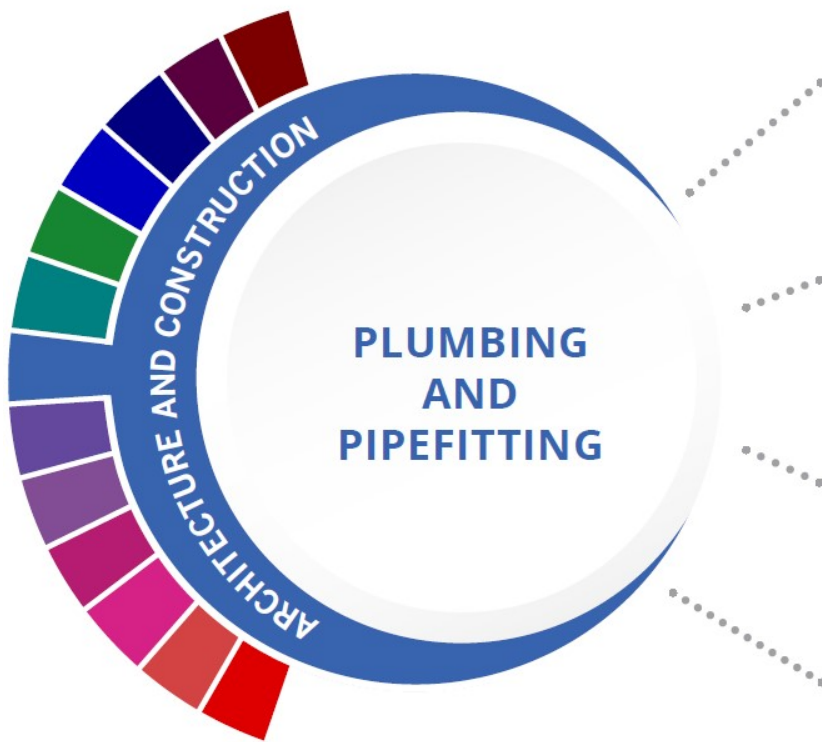 ARCHITECTURE AND CONSTRUCTION
PLUMBING
AND
PIPEFITTING